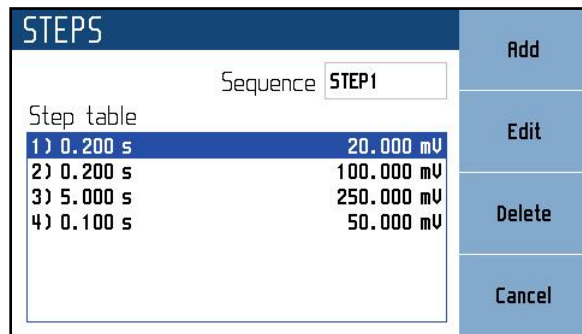 STEPS
Sequence STEP1
Step table
1) 0.200 s 20.000 mV
2) 0.200 s 100.000 mV
3) 5.000 s 250.000 mV
4) 0.100 s 50.000 mV
Add
Edit
Delete
Cancel